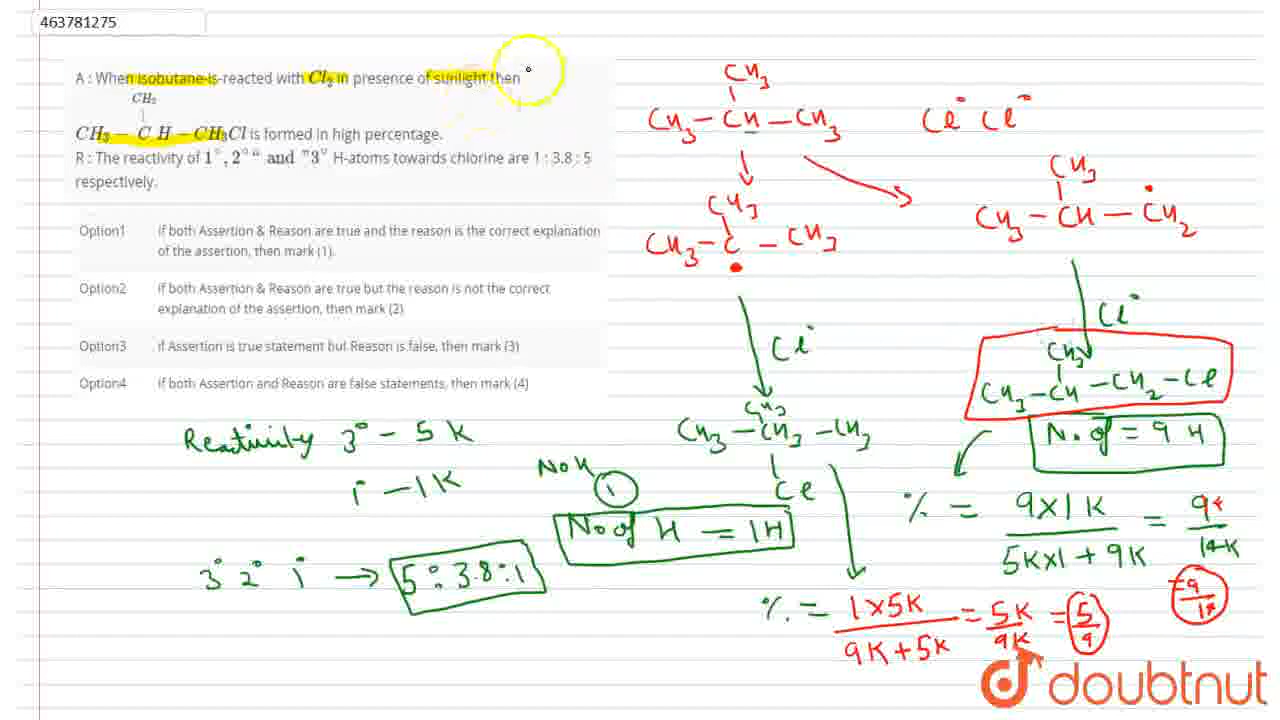 463781275
A : When isobutane-is-reacted with Cl₂ in presence of sunlight then
CH₃
|
CH₃ − C H − CH₃Cl is formed in high percentage.
R : The reactivity of 1°, 2°" and "3° H-atoms towards chlorine are 1 : 3.8 : 5
respectively.
Option1 if both Assertion & Reason are true and the reason is the correct explanation
of the assertion, then mark (1).
Option2 if both Assertion & Reason are true but the reason is not the correct
explanation of the assertion, then mark (2)
Option3 if Assertion is true statement but Reason is false, then mark (3)
Option4 if both Assertion and Reason are false statements, then mark (4)
Reactivity 3° − 5 K
1° − 1 K
3° 2° 1° → 5 : 3.8 : 1
CH₃
|
CH₃ − CH − CH₃
Cl• Cl•
CH₃
CH₃ − C − CH₃
•
CH₃
|
CH₃ − CH − ĊH₂
Cl•
Cl•
CH₃
CH₃ − CH₃ − CH₃
|
Cl
CH₃
|
CH₃ − CH − CH₂ − Cl
No H
1
No of H = 1H
N. of = 9 H
% = 9 × 1 K / 5K×1 + 9K = 9K / 14K
= 9 / 14
% = 1 × 5K / 9K + 5K = 5K / 9K = 5 / 9
doubtnut